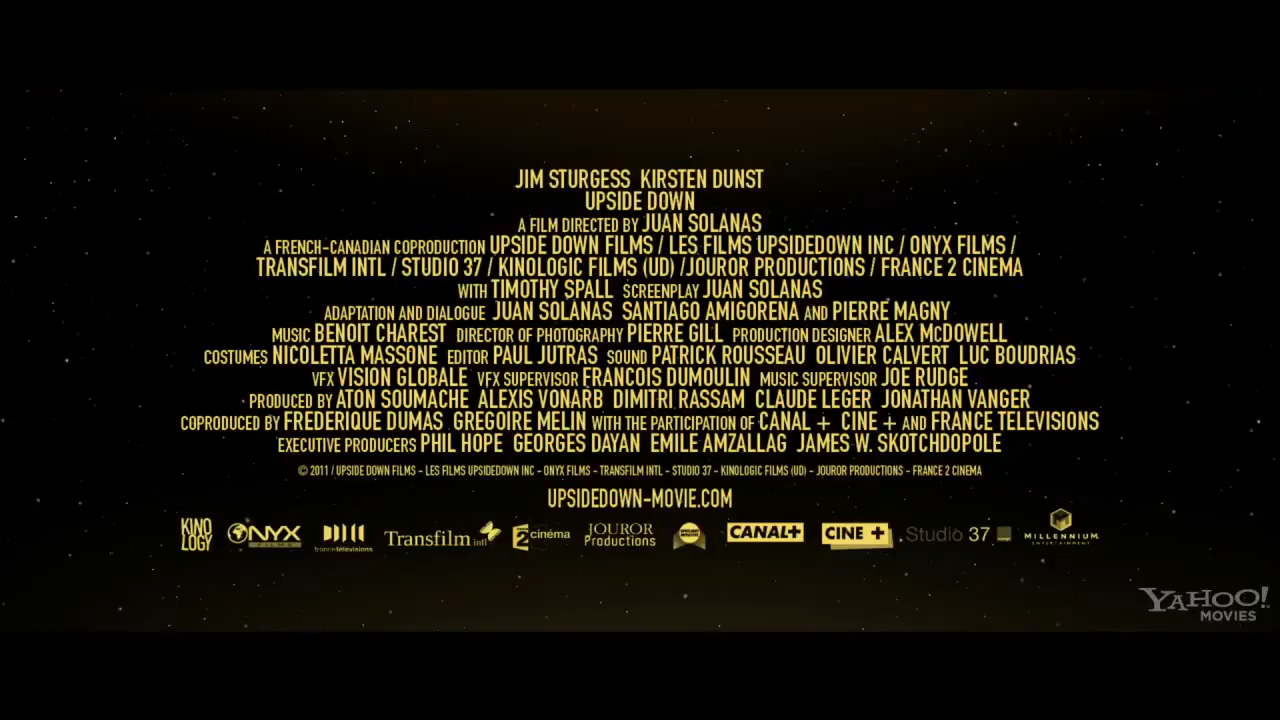 JIM STURGESS KIRSTEN DUNST
UPSIDE DOWN
A FILM DIRECTED BY JUAN SOLANAS
A FRENCH-CANADIAN COPRODUCTION UPSIDE DOWN FILMS / LES FILMS UPSIDEDOWN INC / ONYX FILMS /
TRANSFILM INTL / STUDIO 37 / KINOLOGIC FILMS (UD) /JOUROR PRODUCTIONS / FRANCE 2 CINEMA
WITH TIMOTHY SPALL SCREENPLAY JUAN SOLANAS
ADAPTATION AND DIALOGUE JUAN SOLANAS SANTIAGO AMIGORENA AND PIERRE MAGNY
MUSIC BENOIT CHAREST DIRECTOR OF PHOTOGRAPHY PIERRE GILL PRODUCTION DESIGNER ALEX McDOWELL
COSTUMES NICOLETTA MASSONE EDITOR PAUL JUTRAS SOUND PATRICK ROUSSEAU OLIVIER CALVERT LUC BOUDRIAS
VFX VISION GLOBALE VFX SUPERVISOR FRANCOIS DUMOULIN MUSIC SUPERVISOR JOE RUDGE
PRODUCED BY ATON SOUMACHE ALEXIS VONARB DIMITRI RASSAM CLAUDE LEGER JONATHAN VANGER
COPRODUCED BY FREDERIQUE DUMAS GREGOIRE MELIN WITH THE PARTICIPATION OF CANAL + CINE + AND FRANCE TELEVISIONS
EXECUTIVE PRODUCERS PHIL HOPE GEORGES DAYAN EMILE AMZALLAG JAMES W. SKOTCHDOPOLE
© 2011 / UPSIDE DOWN FILMS – LES FILMS UPSIDEDOWN INC – ONYX FILMS – TRANSFILM INTL – STUDIO 37 – KINOLOGIC FILMS (UD) – JOUROR PRODUCTIONS – FRANCE 2 CINEMA
UPSIDEDOWN-MOVIE.COM
KINOLOGY ONYX FILMS francetélévisions Transfilm intl 2 cinéma JOUROR Productions CANAL+ CINE + Studio 37 MILLENNIUM ENTERTAINMENT
YAHOO!
MOVIES